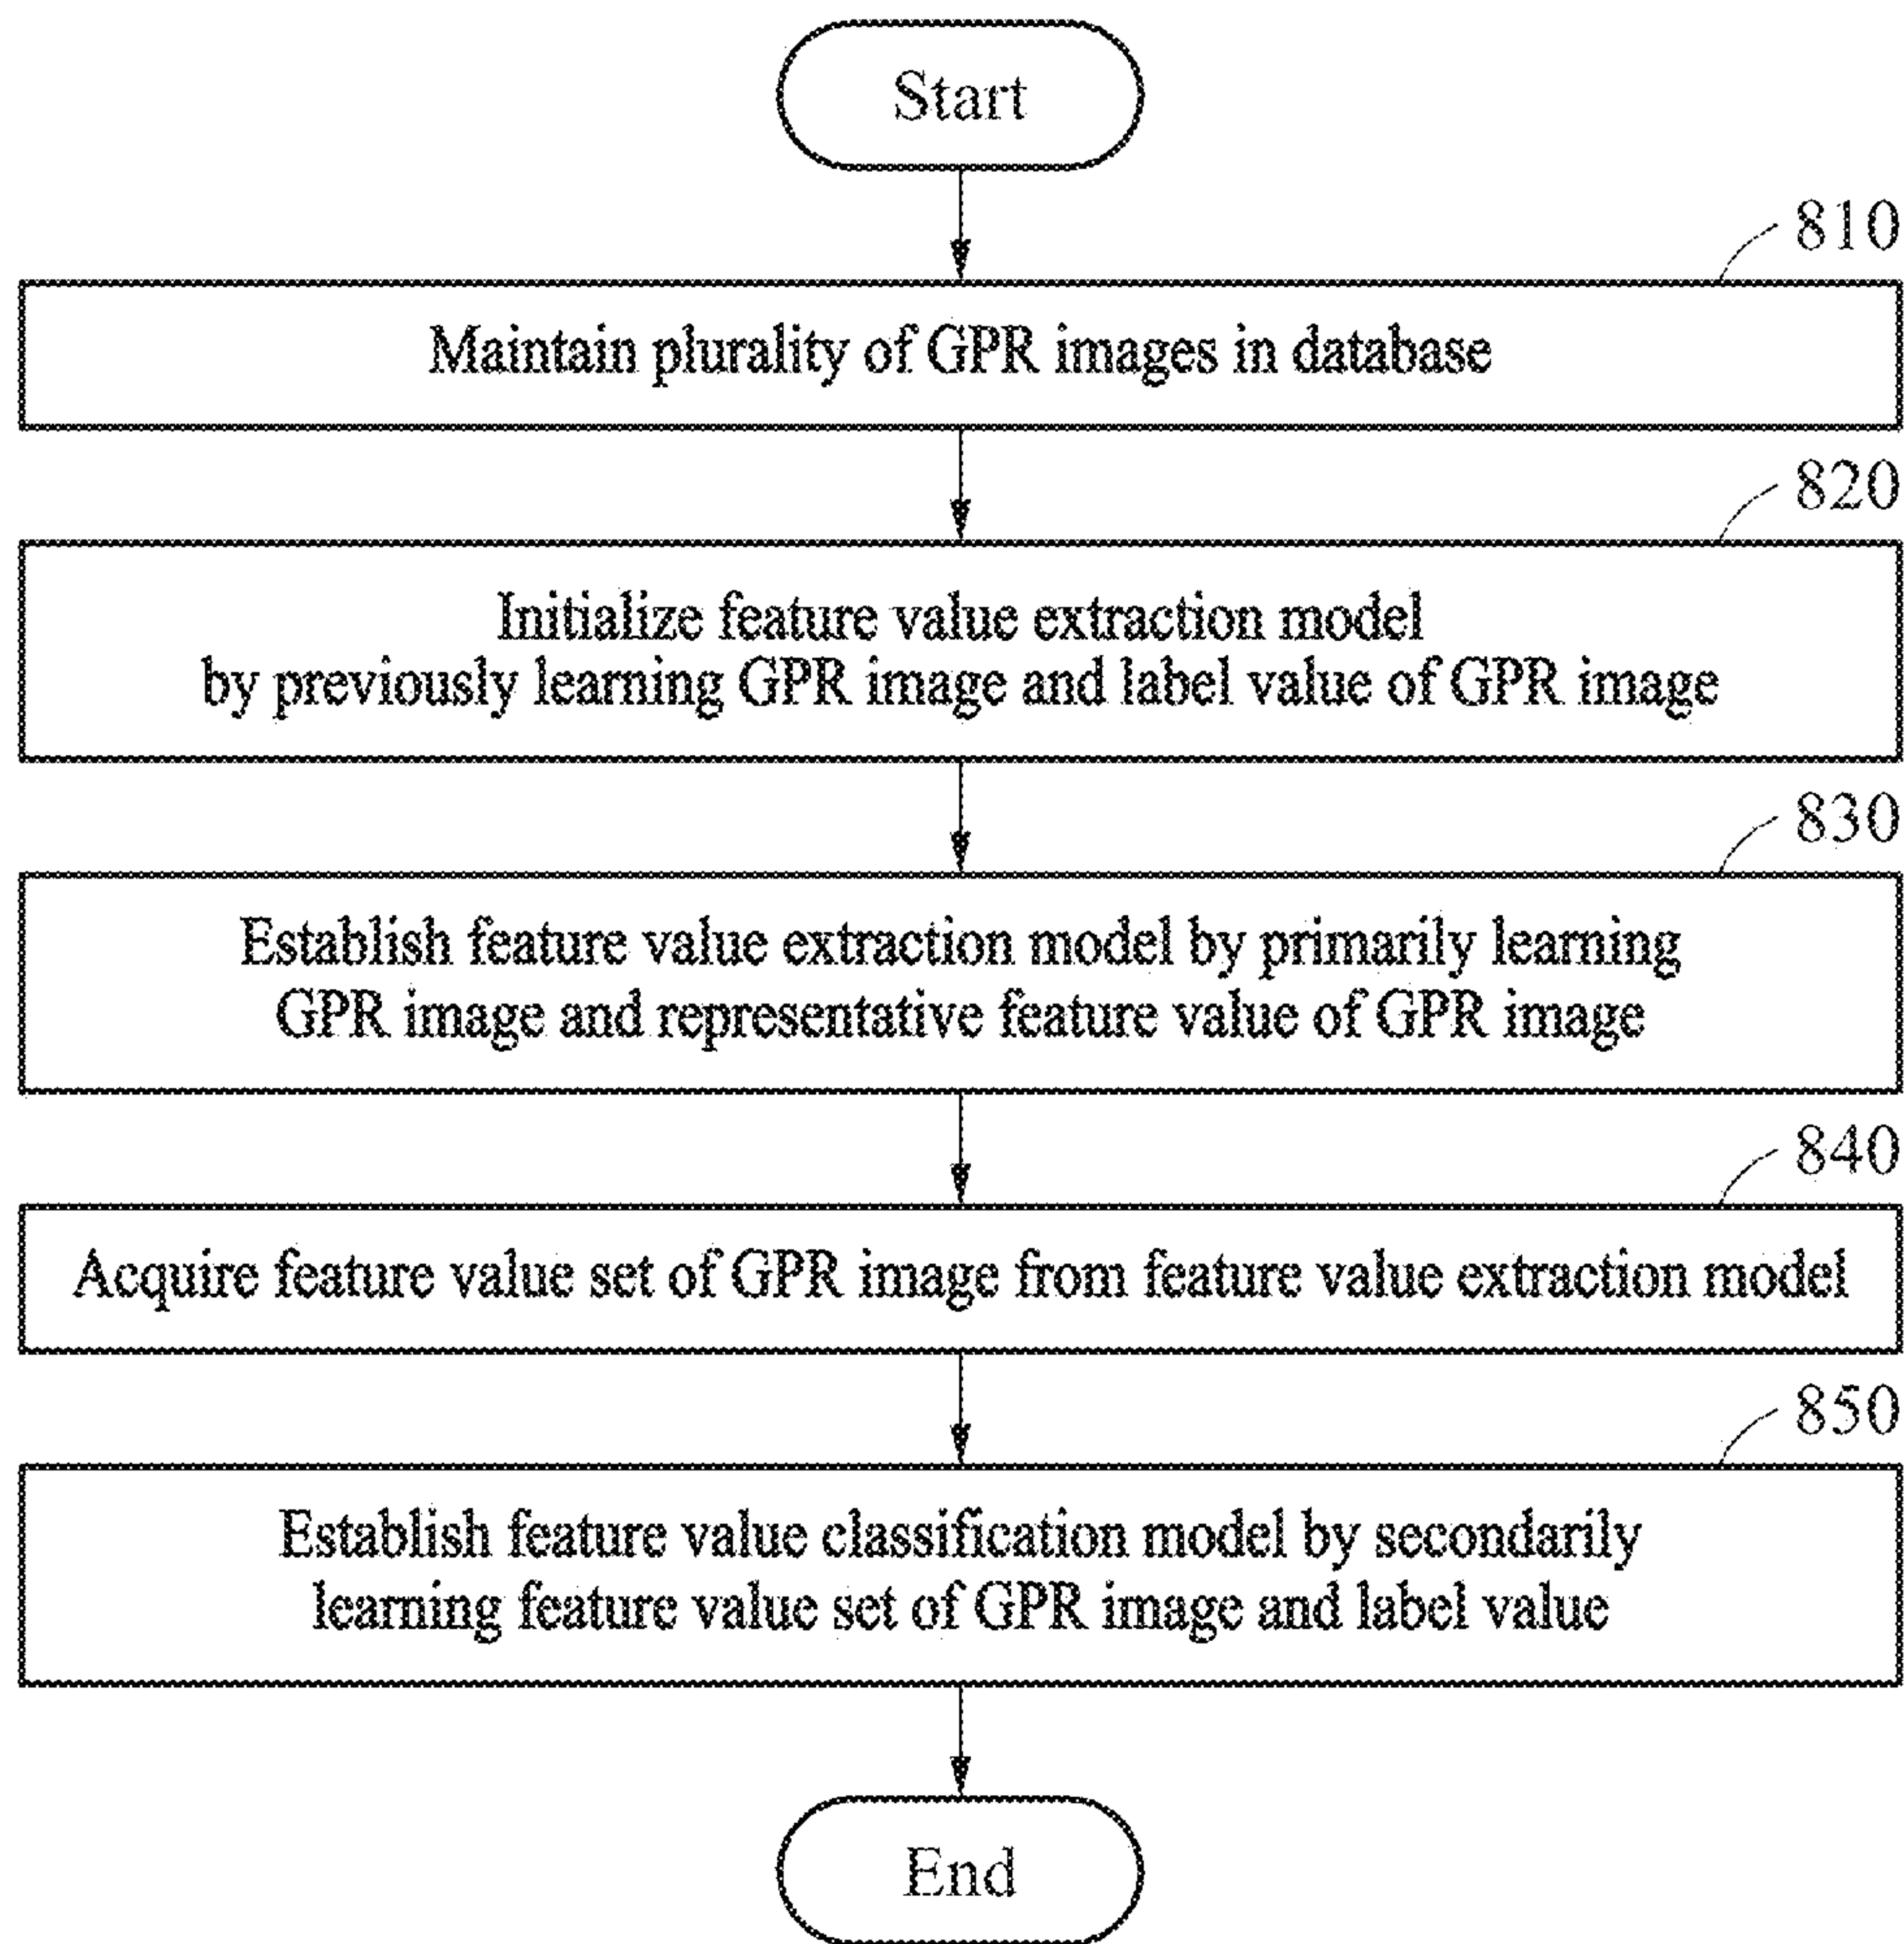 Start
810
Maintain plurality of GPR images in database
820
Initialize feature value extraction model
by previously learning GPR image and label value of GPR image
830
Establish feature value extraction model by primarily learning
GPR image and representative feature value of GPR image
840
Acquire feature value set of GPR image from feature value extraction model
850
Establish feature value classification model by secondarily
learning feature value set of GPR image and label value
End